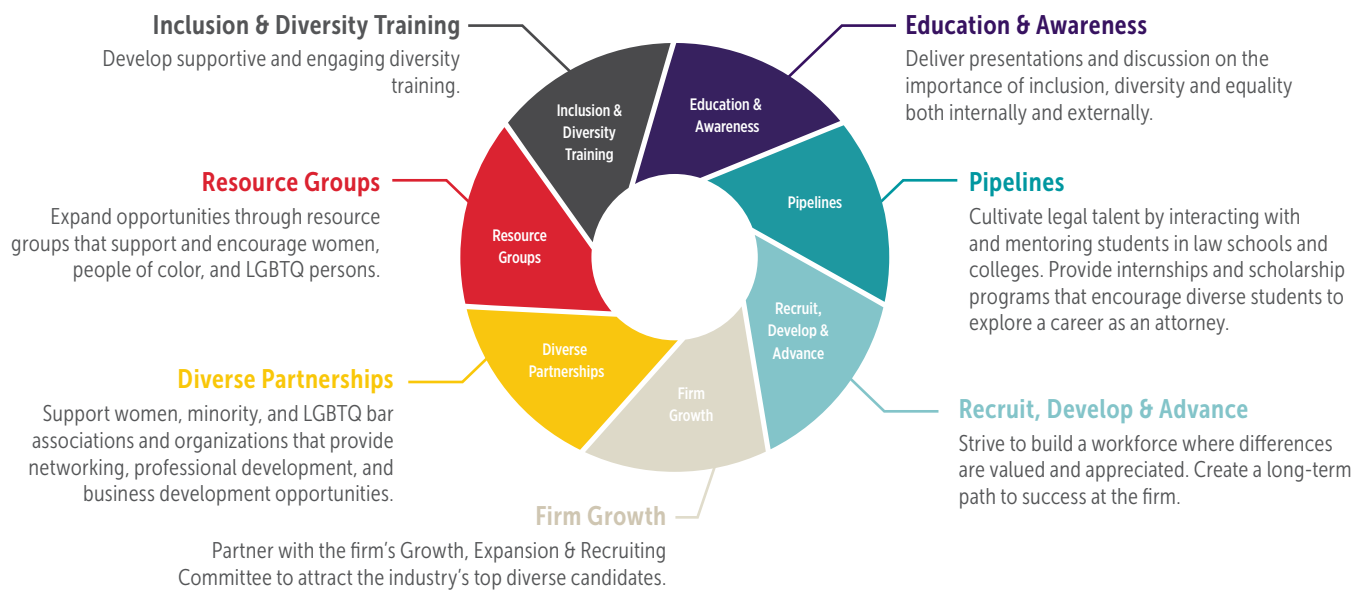 Inclusion & Diversity Training
Develop supportive and engaging diversity
training.
Resource Groups
Expand opportunities through resource
groups that support and encourage women,
people of color, and LGBTQ persons.
Diverse Partnerships
Support women, minority, and LGBTQ bar
associations and organizations that provide
networking, professional development, and
business development opportunities.
Firm Growth
Partner with the firm's Growth, Expansion & Recruiting
Committee to attract the industry's top diverse candidates.
Inclusion &
Diversity
Training
Education &
Awareness
Pipelines
Recruit,
Develop &
Advance
Firm
Growth
Diverse
Partnerships
Resource
Groups
Education & Awareness
Deliver presentations and discussion on the
importance of inclusion, diversity and equality
both internally and externally.
Pipelines
Cultivate legal talent by interacting with
and mentoring students in law schools and
colleges. Provide internships and scholarship
programs that encourage diverse students to
explore a career as an attorney.
Recruit, Develop & Advance
Strive to build a workforce where differences
are valued and appreciated. Create a long-term
path to success at the firm.